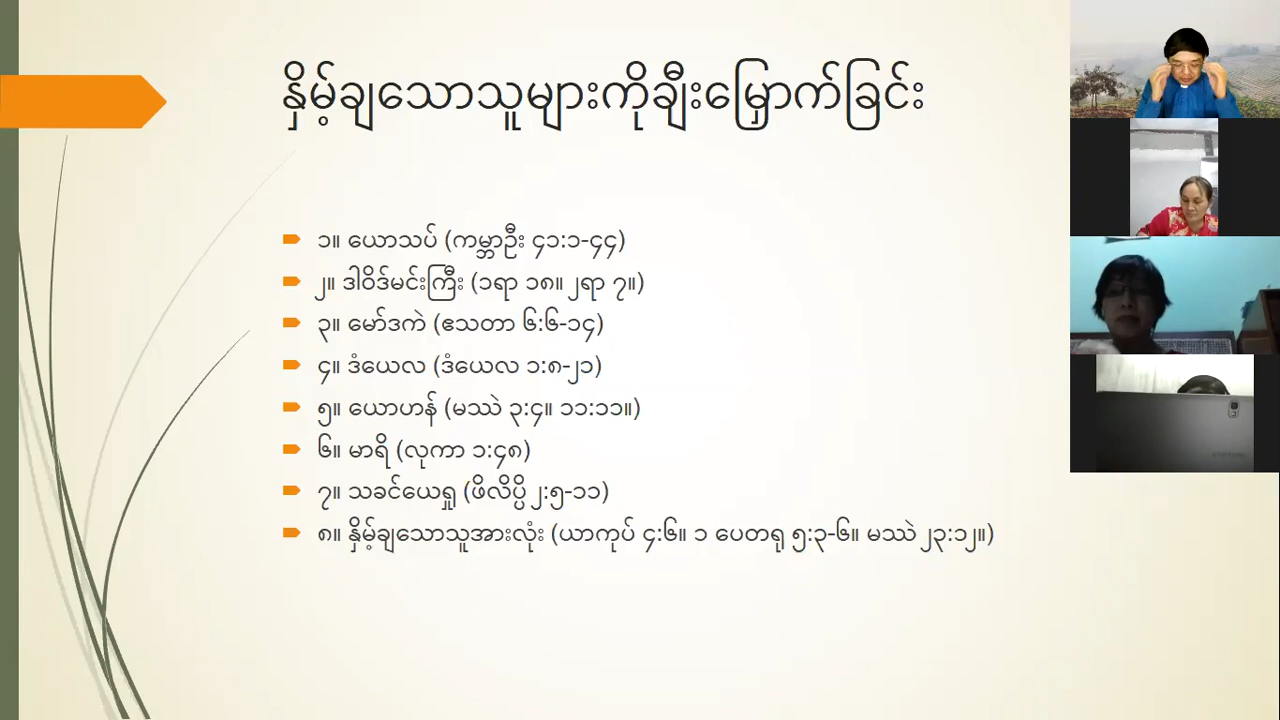 နှိမ့်ချသောသူများကိုချီးမြှောက်ခြင်း
၁။ ယောသပ် (ကမ္ဘာဦး ၄၁:၁-၄၄)
၂။ ဒါဝိဒ်မင်းကြီး (၁ရာ ၁၈။ ၂ရာ ၇။)
၃။ မော်ဒကဲ (ဧသတာ ၆:၆-၁၄)
၄။ ဒံယေလ (ဒံယေလ ၁:၈-၂၁)
၅။ ယောဟန် (မဿဲ ၃:၄။ ၁၁:၁၁။)
၆။ မာရိ (လုကာ ၁:၄၈)
၇။ သခင်ယေရှု (ဖိလိပ္ပိ ၂:၅-၁၁)
၈။ နှိမ့်ချသောသူအားလုံး (ယာကုပ် ၄:၆။ ၁ ပေတရု ၅:၃-၆။ မဿဲ ၂၃:၁၂။)